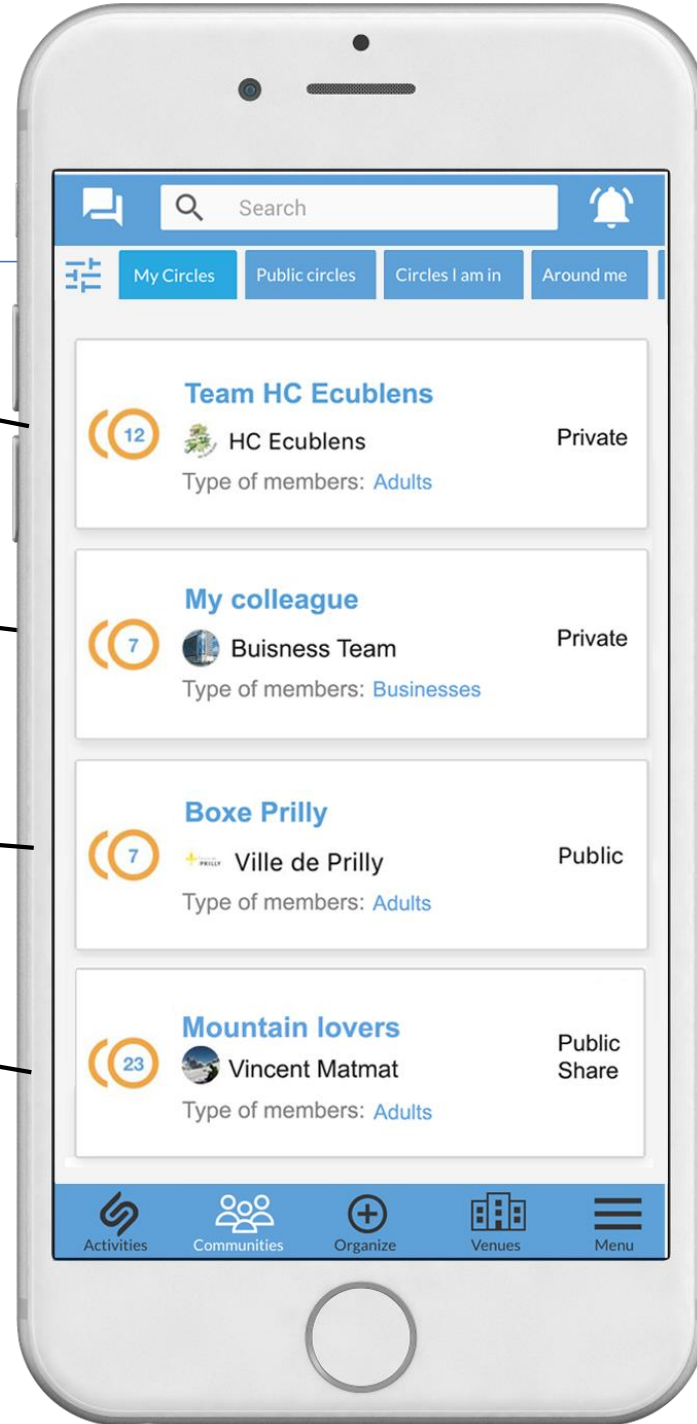 Search
My Circles Public circles Circles I am in Around me
Team HC Ecublens
12 HC Ecublens Private
Type of members: Adults
My colleague
7 Buisness Team Private
Type of members: Businesses
Boxe Prilly
7 PRILLY Ville de Prilly Public
Type of members: Adults
Mountain lovers
23 Vincent Matmat Public
Share
Type of members: Adults
Activities Communities Organize Venues Menu